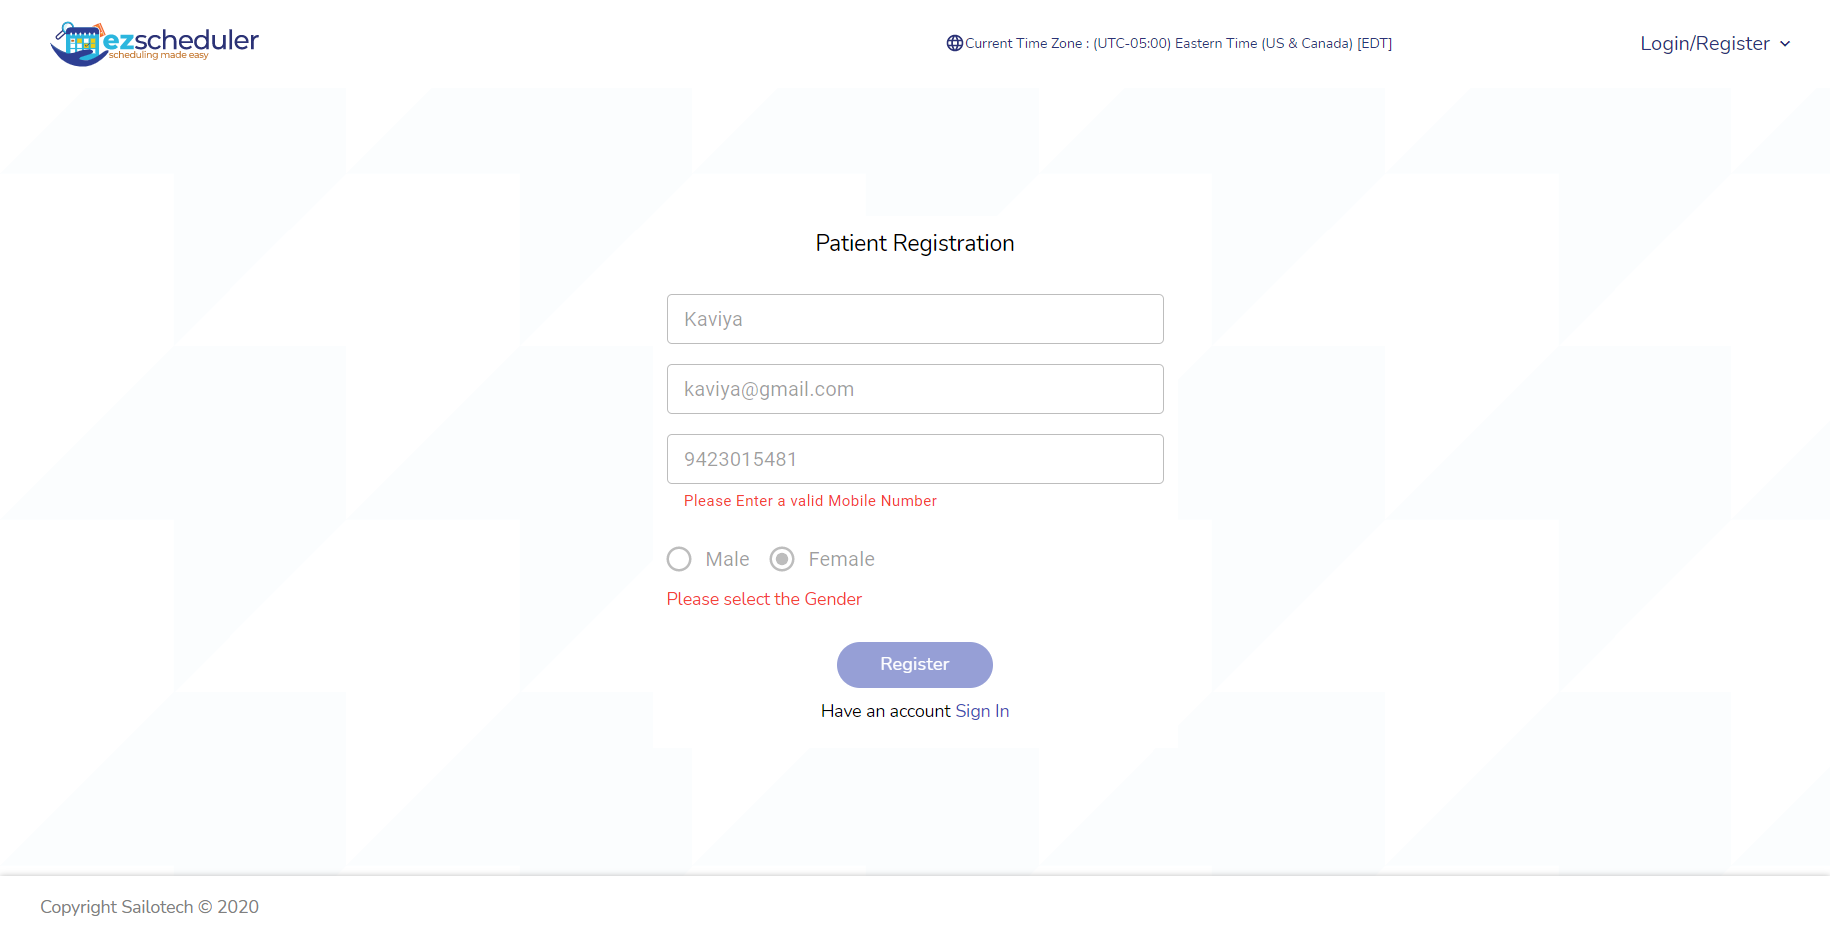 ezscheduler
scheduling made easy
Current Time Zone : (UTC-05:00) Eastern Time (US & Canada) [EDT]
Login/Register
Patient Registration
Kaviya
kaviya@gmail.com
9423015481
Please Enter a valid Mobile Number
Male Female
Please select the Gender
Register
Have an account Sign In
Copyright Sailotech © 2020